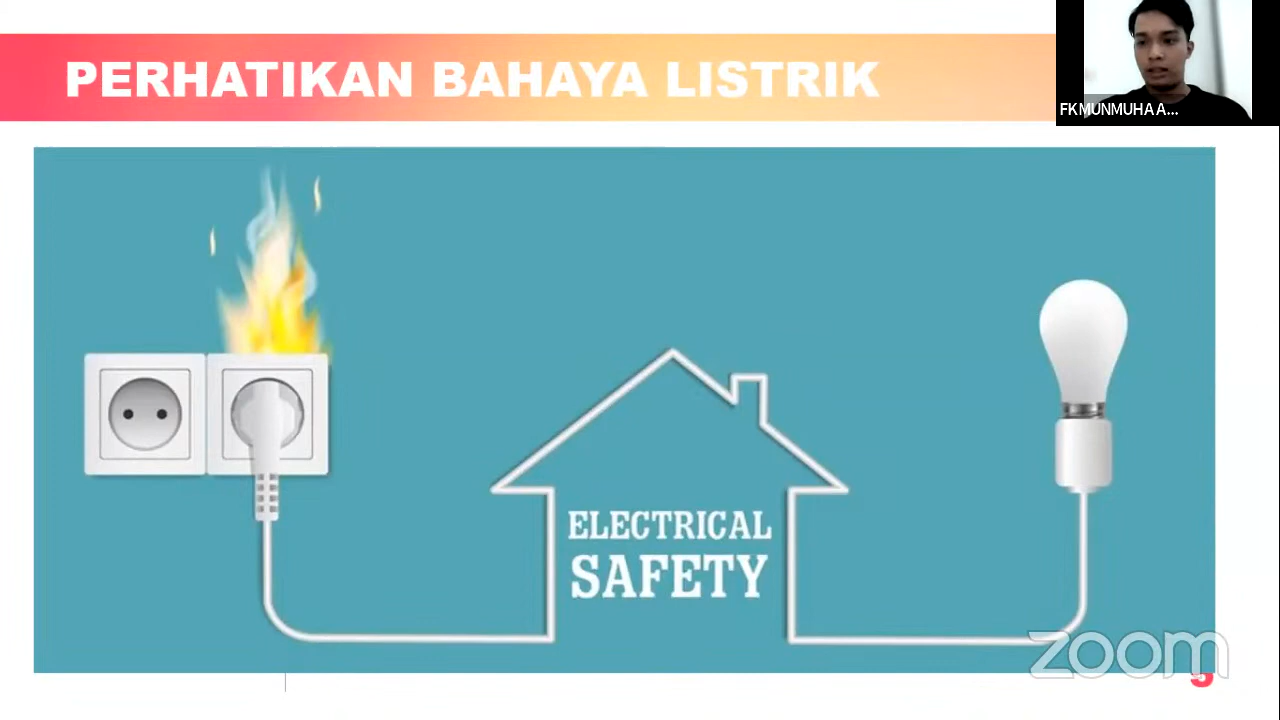 PERHATIKAN BAHAYA LISTRIK
FKMUNMUHA A...
ELECTRICAL
SAFETY
zoom